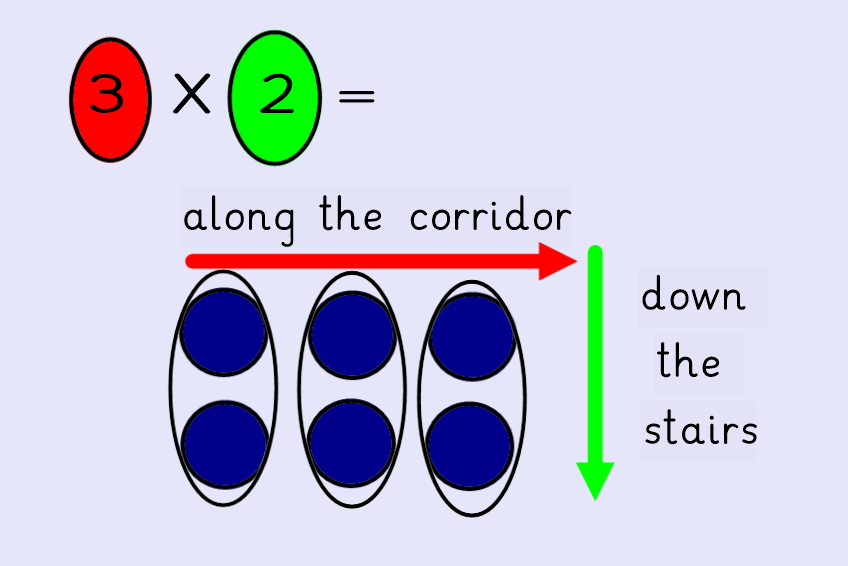 3 X 2 =
along the corridor
down
the
stairs